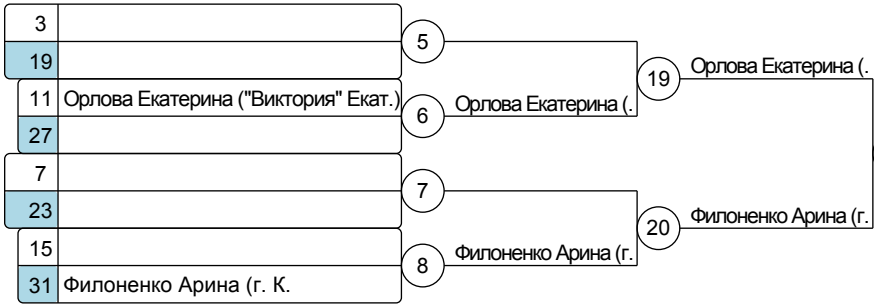 3
5
19
19 Орлова Екатерина (.
11 Орлова Екатерина ("Виктория" Екат.)
6 Орлова Екатерина (.
27
7
7
23
20 Филоненко Арина (г.
15
8 Филоненко Арина (г.
31 Филоненко Арина (г. К.